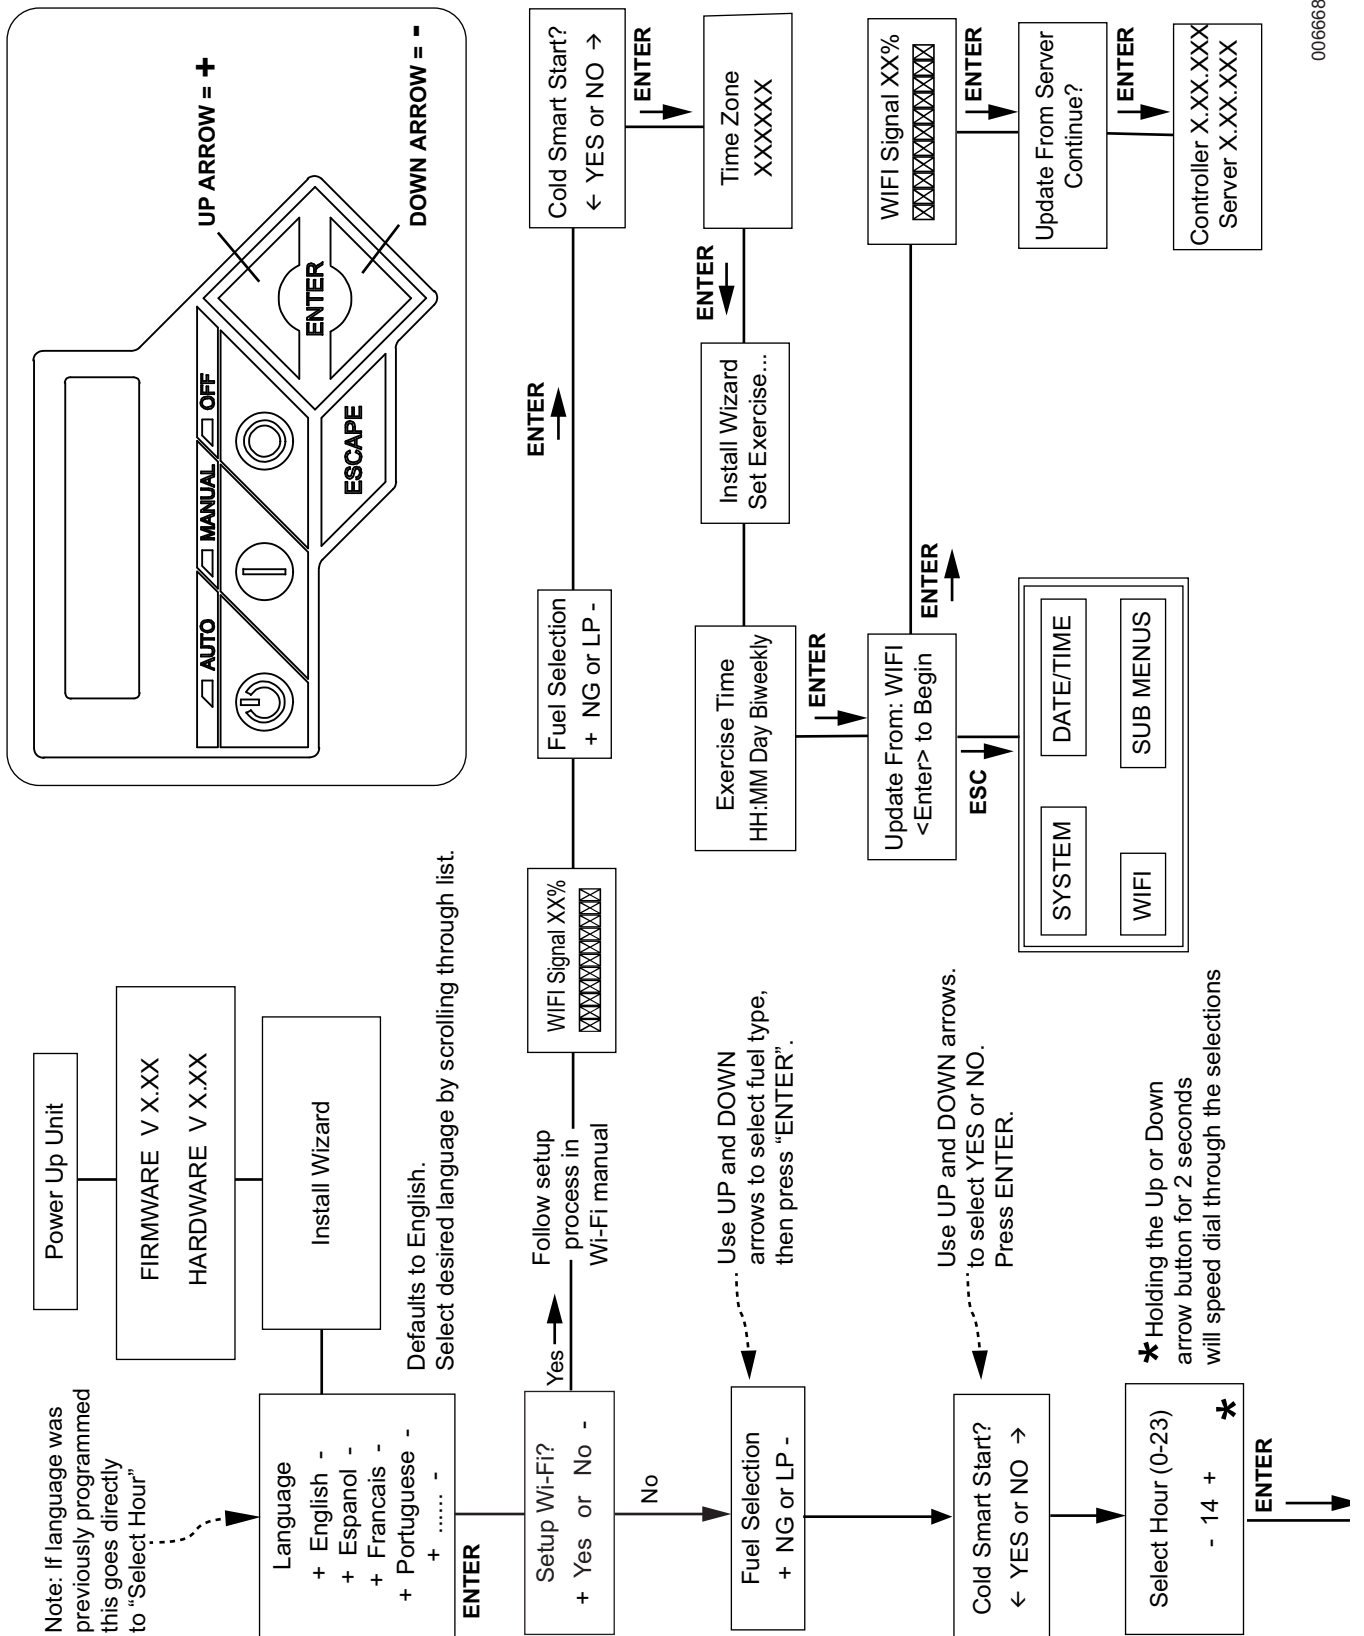 Power Up Unit
FIRMWARE V X.XX
HARDWARE V X.XX
Install Wizard
Note: If language was
previously programmed
this goes directly
to “Select Hour”
Language
+ English -
+ Espanol -
+ Francais -
+ Portuguese -
+ ...... -
Defaults to English.
Select desired language by scrolling through list.
ENTER
Setup Wi-Fi?
+ Yes or No -
Yes
Follow setup
process in
Wi-Fi manual
WIFI Signal XX%
Fuel Selection
+ NG or LP -
ENTER
Cold Smart Start?
← YES or NO →
ENTER
Time Zone
XXXXXX
ENTER
Install Wizard
Set Exercise...
Exercise Time
HH:MM Day Biweekly
ENTER
Update From: WIFI
<Enter> to Begin
ENTER
WIFI Signal XX%
ENTER
Update From Server
Continue?
ENTER
Controller X.XX.XXX
Server X.XX.XXX
ESC
SYSTEM
DATE/TIME
WIFI
SUB MENUS
No
Fuel Selection
+ NG or LP -
Use UP and DOWN
arrows to select fuel type,
then press “ENTER”.
Cold Smart Start?
← YES or NO →
Use UP and DOWN arrows.
to select YES or NO.
Press ENTER.
Select Hour (0-23)
- 14 +
*
* Holding the Up or Down
arrow button for 2 seconds
will speed dial through the selections
ENTER
AUTO
MANUAL
OFF
ESCAPE
ENTER
UP ARROW = +
DOWN ARROW = -
006668